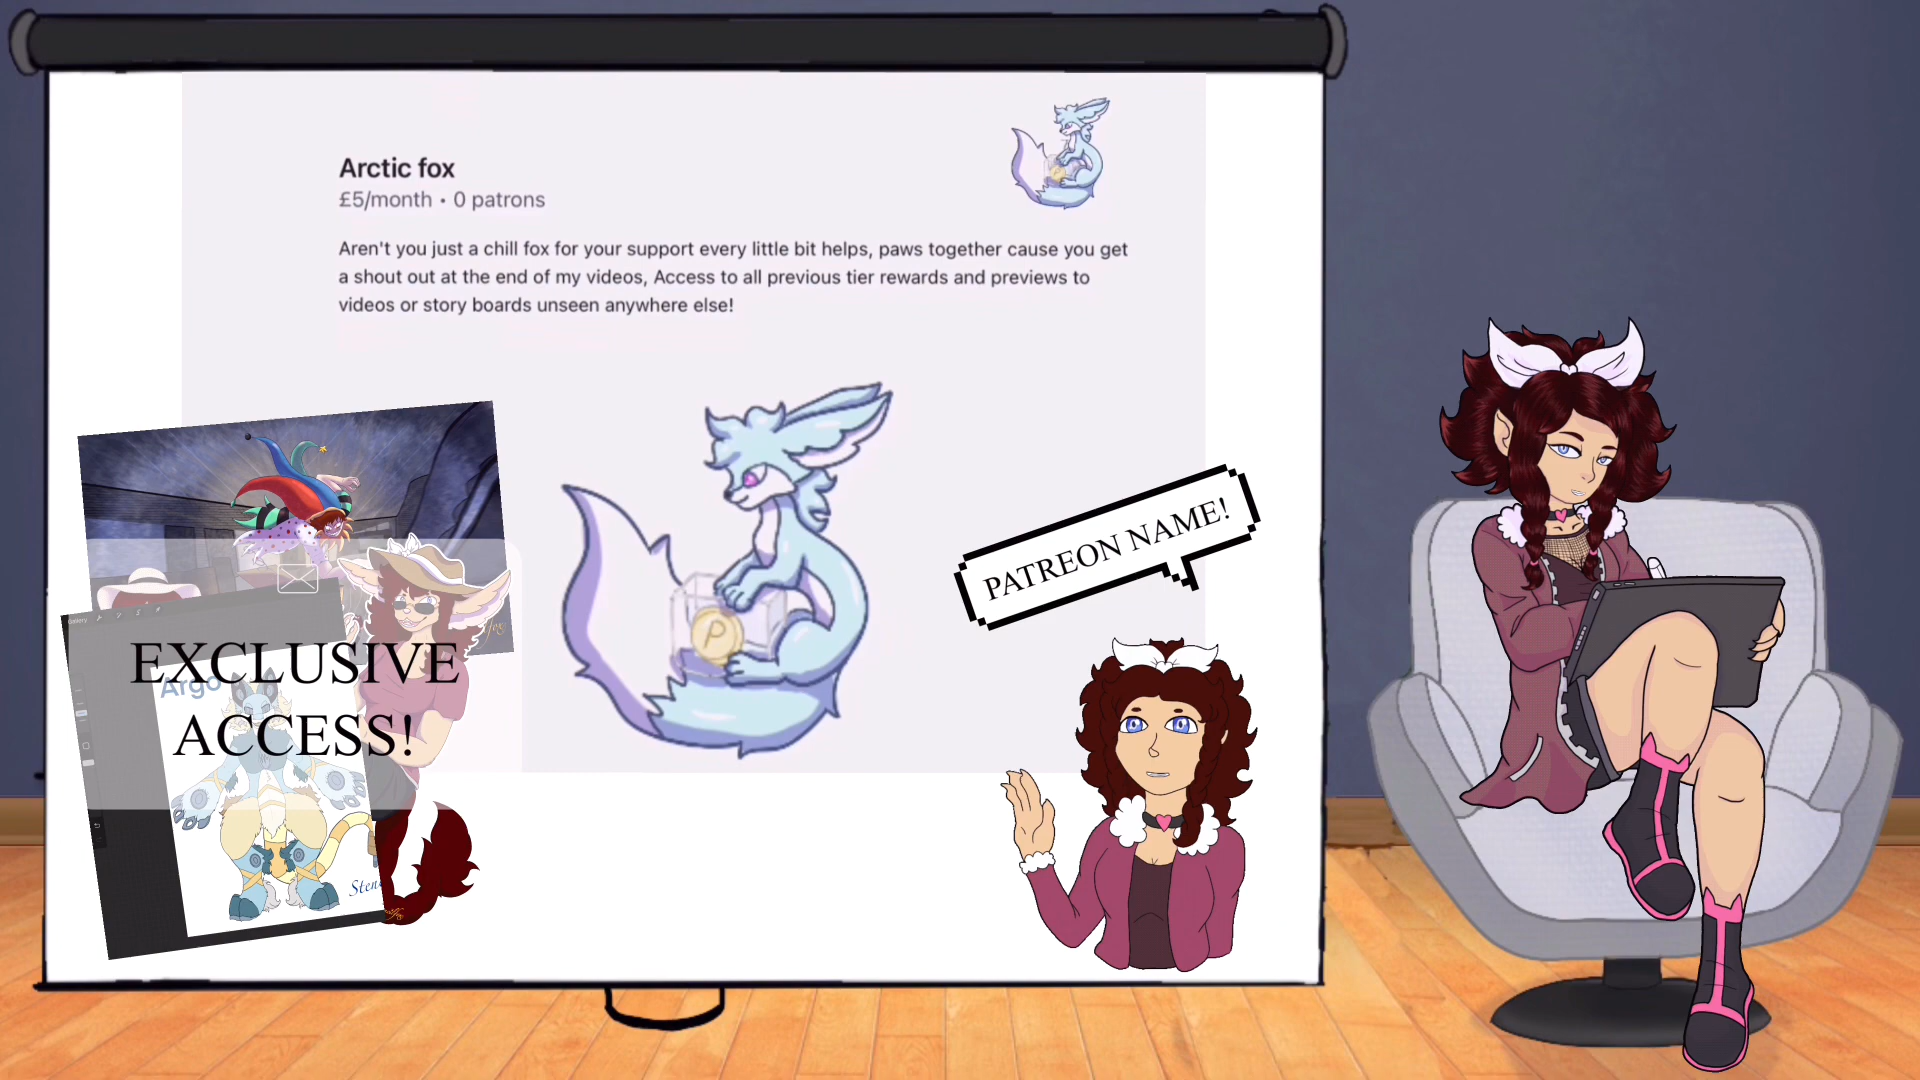 Arctic fox
£5/month • 0 patrons
Aren't you just a chill fox for your support every little bit helps, paws together cause you get
a shout out at the end of my videos, Access to all previous tier rewards and previews to
videos or story boards unseen anywhere else!
PATREON NAME!
P
Gallery
EXCLUSIVE
ACCESS!
Argo